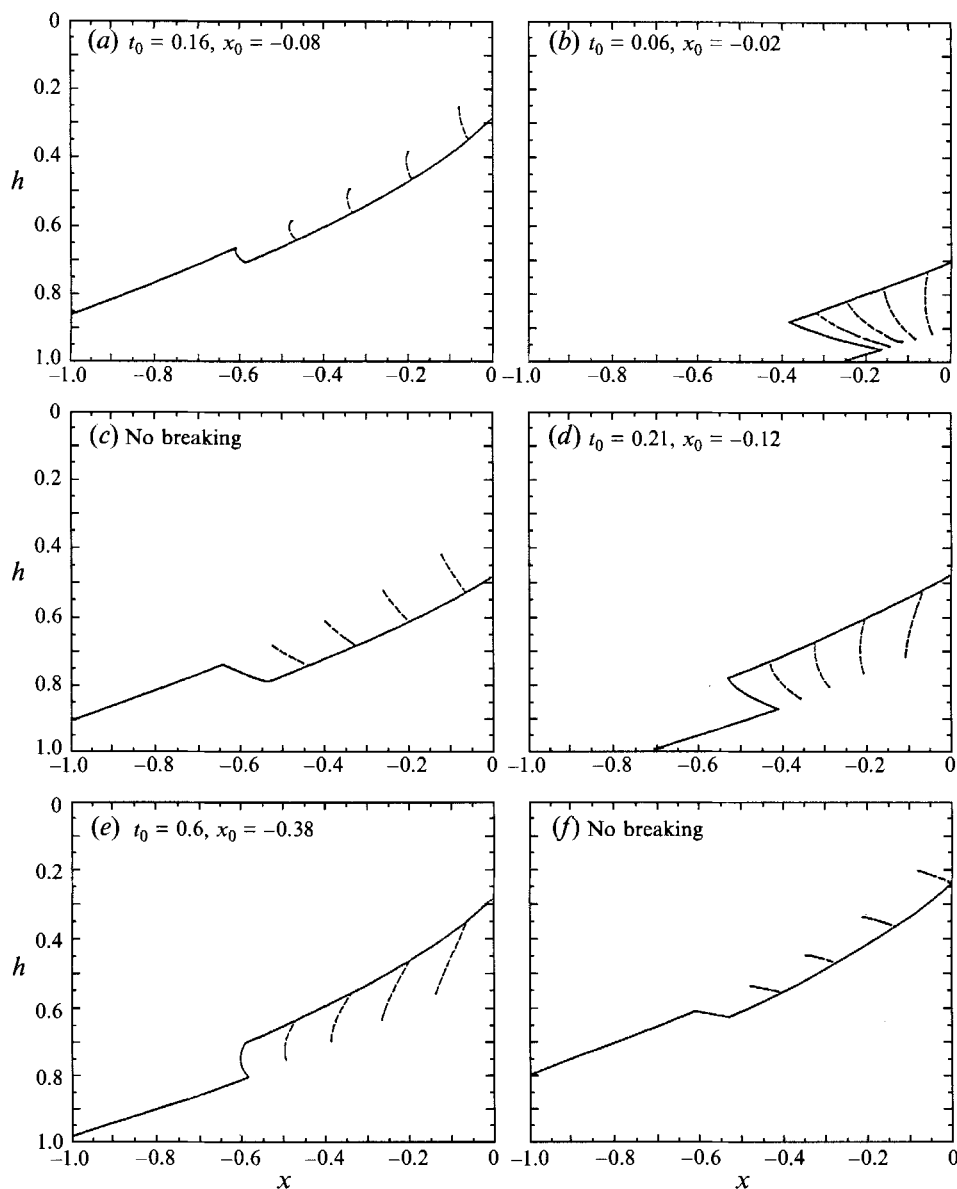 (a) t₀ = 0.16, x₀ = −0.08
(b) t₀ = 0.06, x₀ = −0.02
0
0.2
0.4
h
0.6
0.8
1.0
−1.0 −0.8 −0.6 −0.4 −0.2 0 −1.0 −0.8 −0.6 −0.4 −0.2 0
(c) No breaking
(d) t₀ = 0.21, x₀ = −0.12
0
0.2
0.4
h
0.6
0.8
1.0
−1.0 −0.8 −0.6 −0.4 −0.2 0 −1.0 −0.8 −0.6 −0.4 −0.2 0
(e) t₀ = 0.6, x₀ = −0.38
(f) No breaking
0
0.2
0.4
h
0.6
0.8
1.0
−1.0 −0.8 −0.6 −0.4 −0.2 0 −1.0 −0.8 −0.6 −0.4 −0.2 0
x x